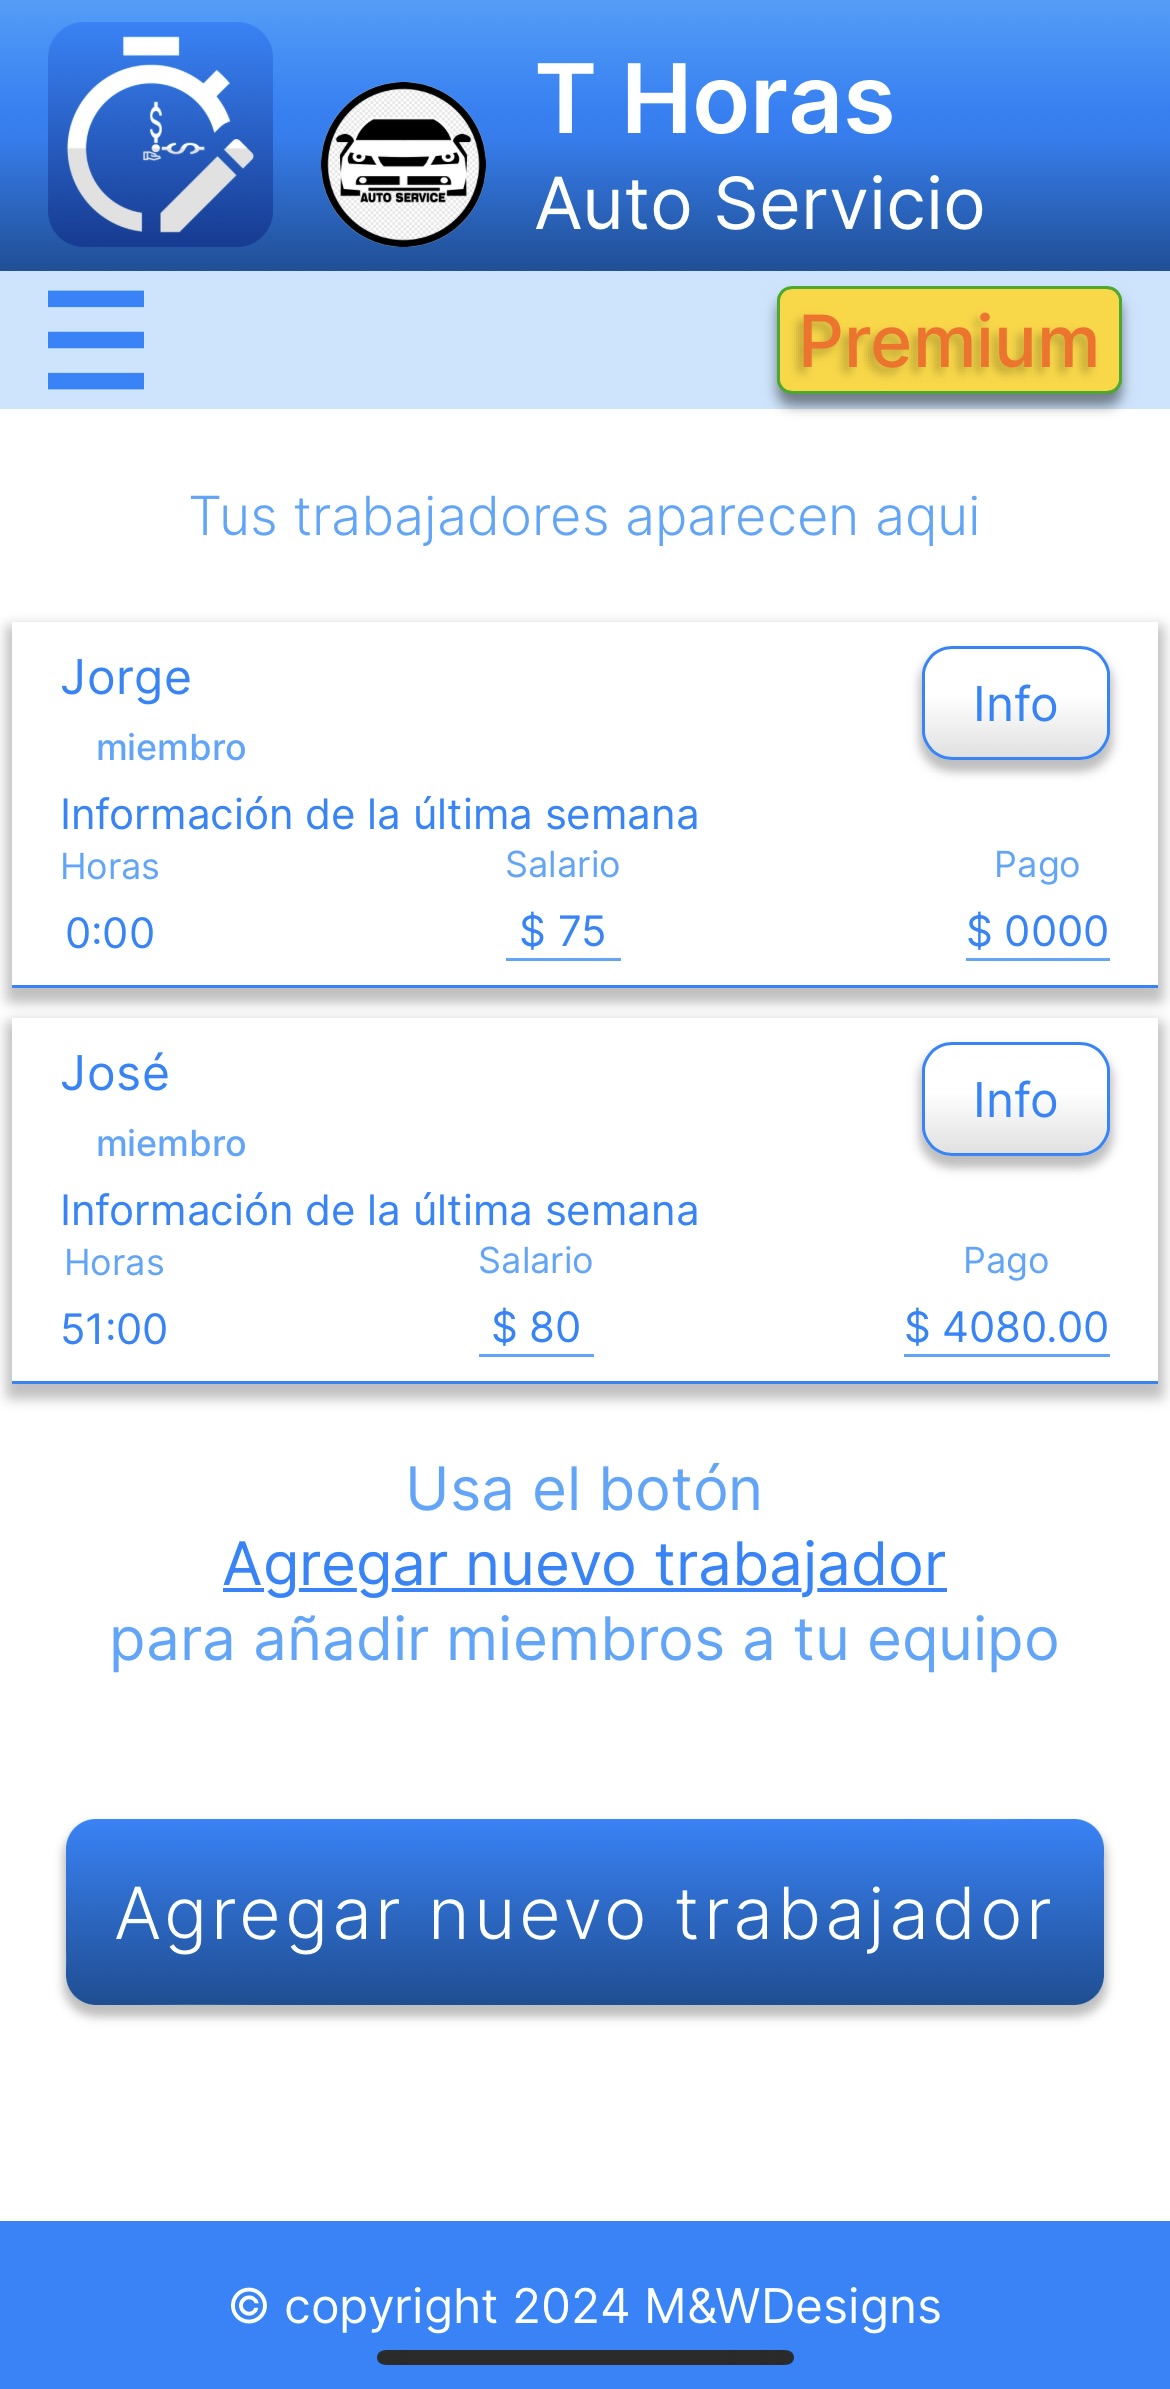 T Horas
AUTO SERVICE
Auto Servicio
Premium
Tus trabajadores aparecen aqui
Jorge
Info
miembro
Información de la última semana
Horas Salario Pago
0:00 $ 75 $ 0000
José
Info
miembro
Información de la última semana
Horas Salario Pago
51:00 $ 80 $ 4080.00
Usa el botón
Agregar nuevo trabajador
para añadir miembros a tu equipo
Agregar nuevo trabajador
© copyright 2024 M&WDesigns